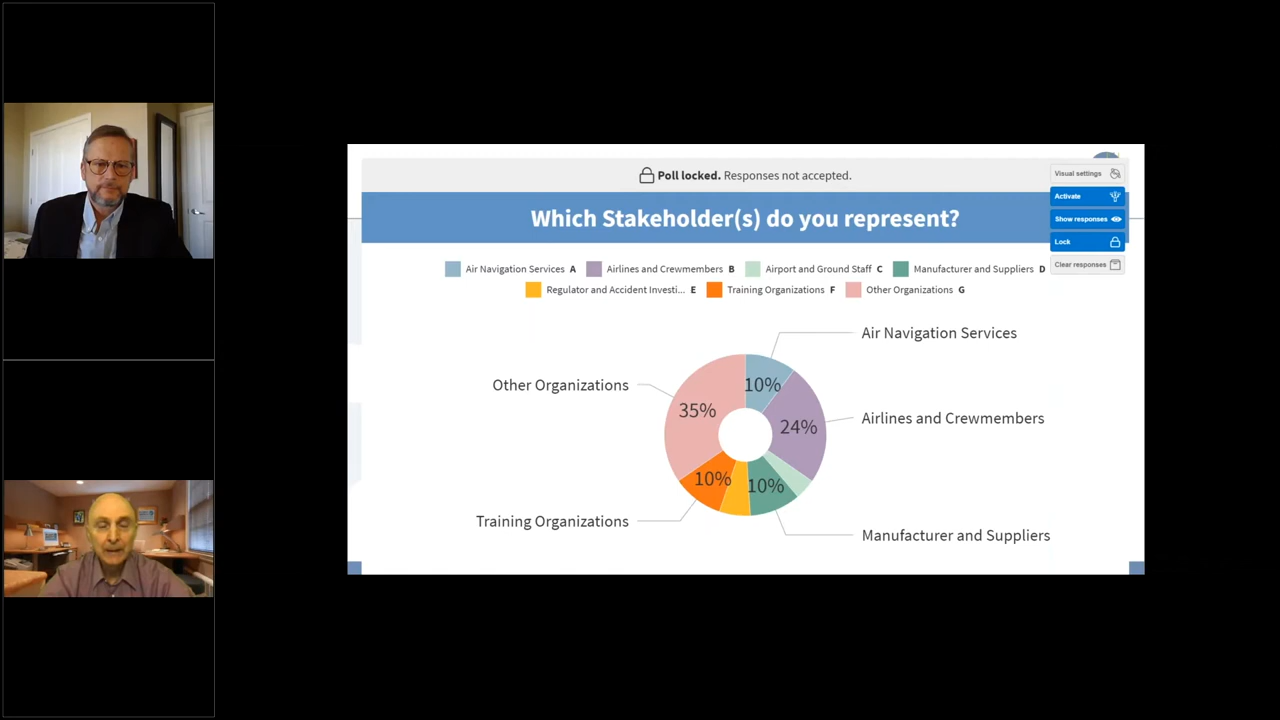 Poll locked. Responses not accepted.
Visual settings
Activate
Which Stakeholder(s) do you represent?
Show responses
Lock
Clear responses
Air Navigation Services A Airlines and Crewmembers B Airport and Ground Staff C Manufacturer and Suppliers D
Regulator and Accident Investi... E Training Organizations F Other Organizations G
Air Navigation Services
Other Organizations
10%
35%
Airlines and Crewmembers
24%
10%
10%
Training Organizations
Manufacturer and Suppliers